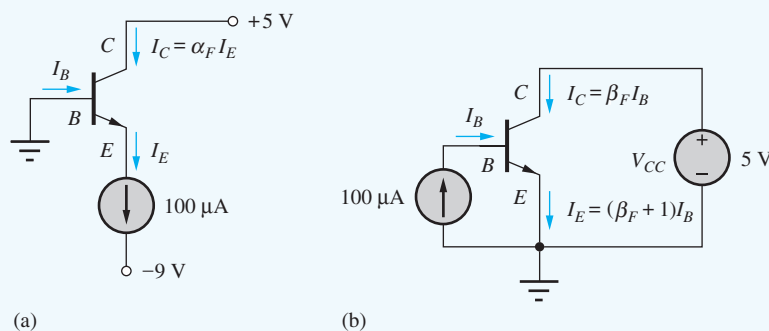 +5 V
C
I_C = α_F I_E
I_B
B
E
I_E
100 μA
−9 V
(a)
C
I_C = β_F I_B
I_B
B
V_CC
+
−
5 V
100 μA
E
I_E = (β_F + 1)I_B
(b)